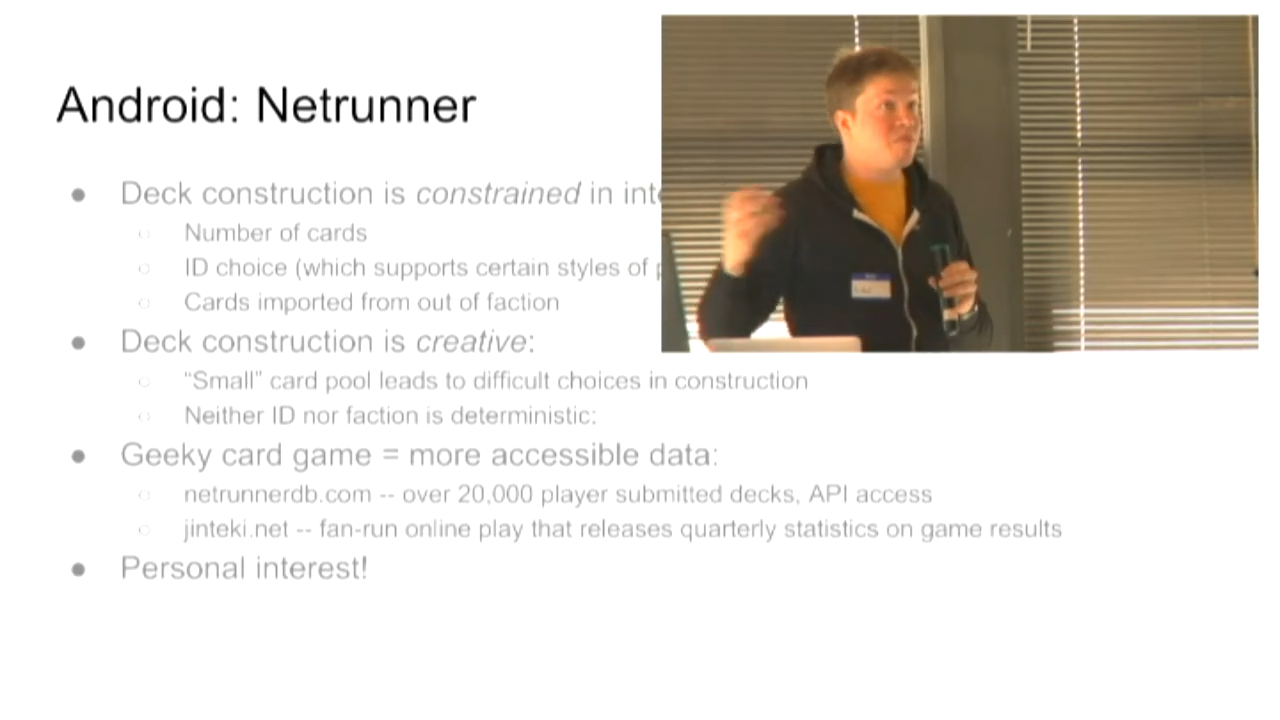 Android: Netrunner
Deck construction is constrained in
Number of cards
ID choice (which supports certain styles of
Cards imported from out of faction
Deck construction is creative:
“Small” card pool leads to difficult choices in construction
Neither ID nor faction is deterministic:
Geeky card game = more accessible data:
netrunnerdb.com -- over 20,000 player submitted decks, API access
jinteki.net -- fan-run online play that releases quarterly statistics on game results
Personal interest!